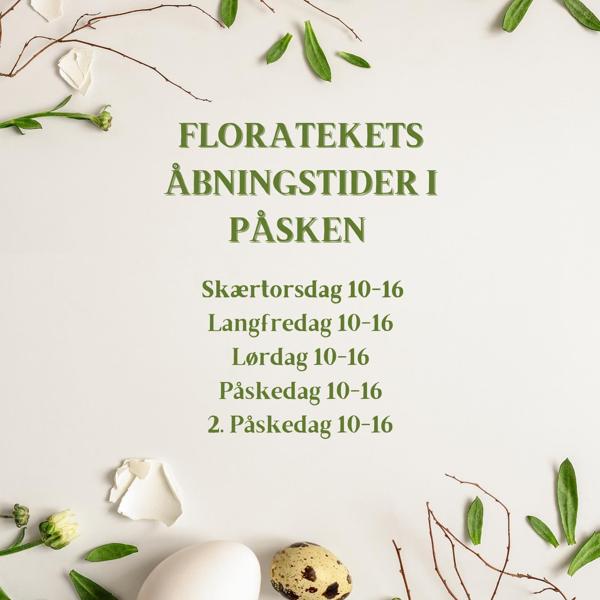 FLORATEKETS
ÅBNINGSTIDER I
PÅSKEN
Skærtorsdag 10-16
Langfredag 10-16
Lørdag 10-16
Påskedag 10-16
2. Påskedag 10-16